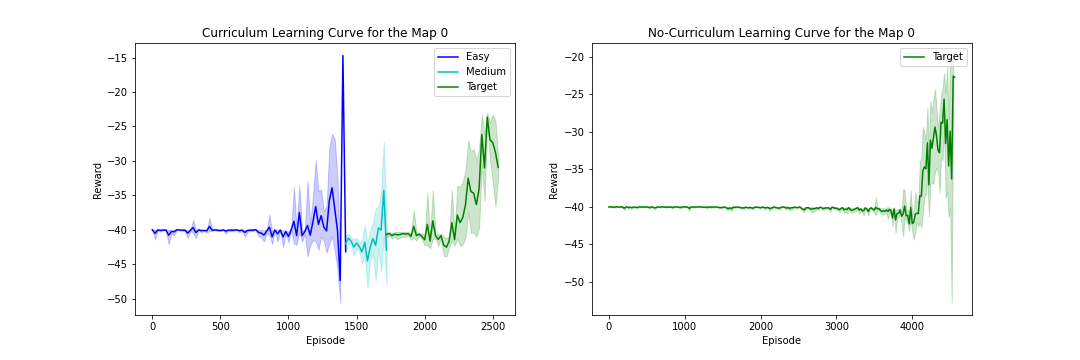 Curriculum Learning Curve for the Map 0
−15
−20
−25
−30
−35
−40
−45
−50
Reward
0
500
1000
1500
2000
2500
Episode
Easy
Medium
Target
No-Curriculum Learning Curve for the Map 0
−20
−25
−30
−35
−40
−45
−50
Reward
0
1000
2000
3000
4000
Episode
Target